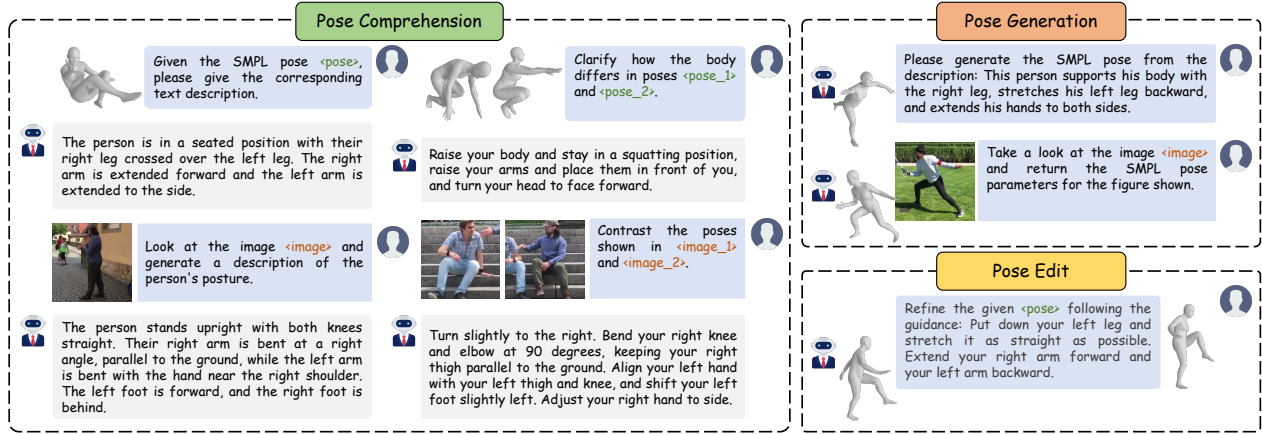 Pose Comprehension
Given the SMPL pose <pose>,
please give the corresponding
text description.
The person is in a seated position with their
right leg crossed over the left leg. The right
arm is extended forward and the left arm is
extended to the side.
Look at the image <image> and
generate a description of the
person's posture.
The person stands upright with both knees
straight. Their right arm is bent at a right
angle, parallel to the ground, while the left arm
is bent with the hand near the right shoulder.
The left foot is forward, and the right foot is
behind.
Clarify how the body
differs in poses <pose_1>
and <pose_2>.
Raise your body and stay in a squatting position,
raise your arms and place them in front of you,
and turn your head to face forward.
Contrast the poses
shown in <image_1>
and <image_2>.
Turn slightly to the right. Bend your right knee
and elbow at 90 degrees, keeping your right
thigh parallel to the ground. Align your left hand
with your left thigh and knee, and shift your left
foot slightly left. Adjust your right hand to side.
Pose Generation
Please generate the SMPL pose from the
description: This person supports his body with
the right leg, stretches his left leg backward,
and extends his hands to both sides.
Take a look at the image <image>
and return the SMPL pose
parameters for the figure shown.
Pose Edit
Refine the given <pose> following the
guidance: Put down your left leg and
stretch it as straight as possible.
Extend your right arm forward and
your left arm backward.